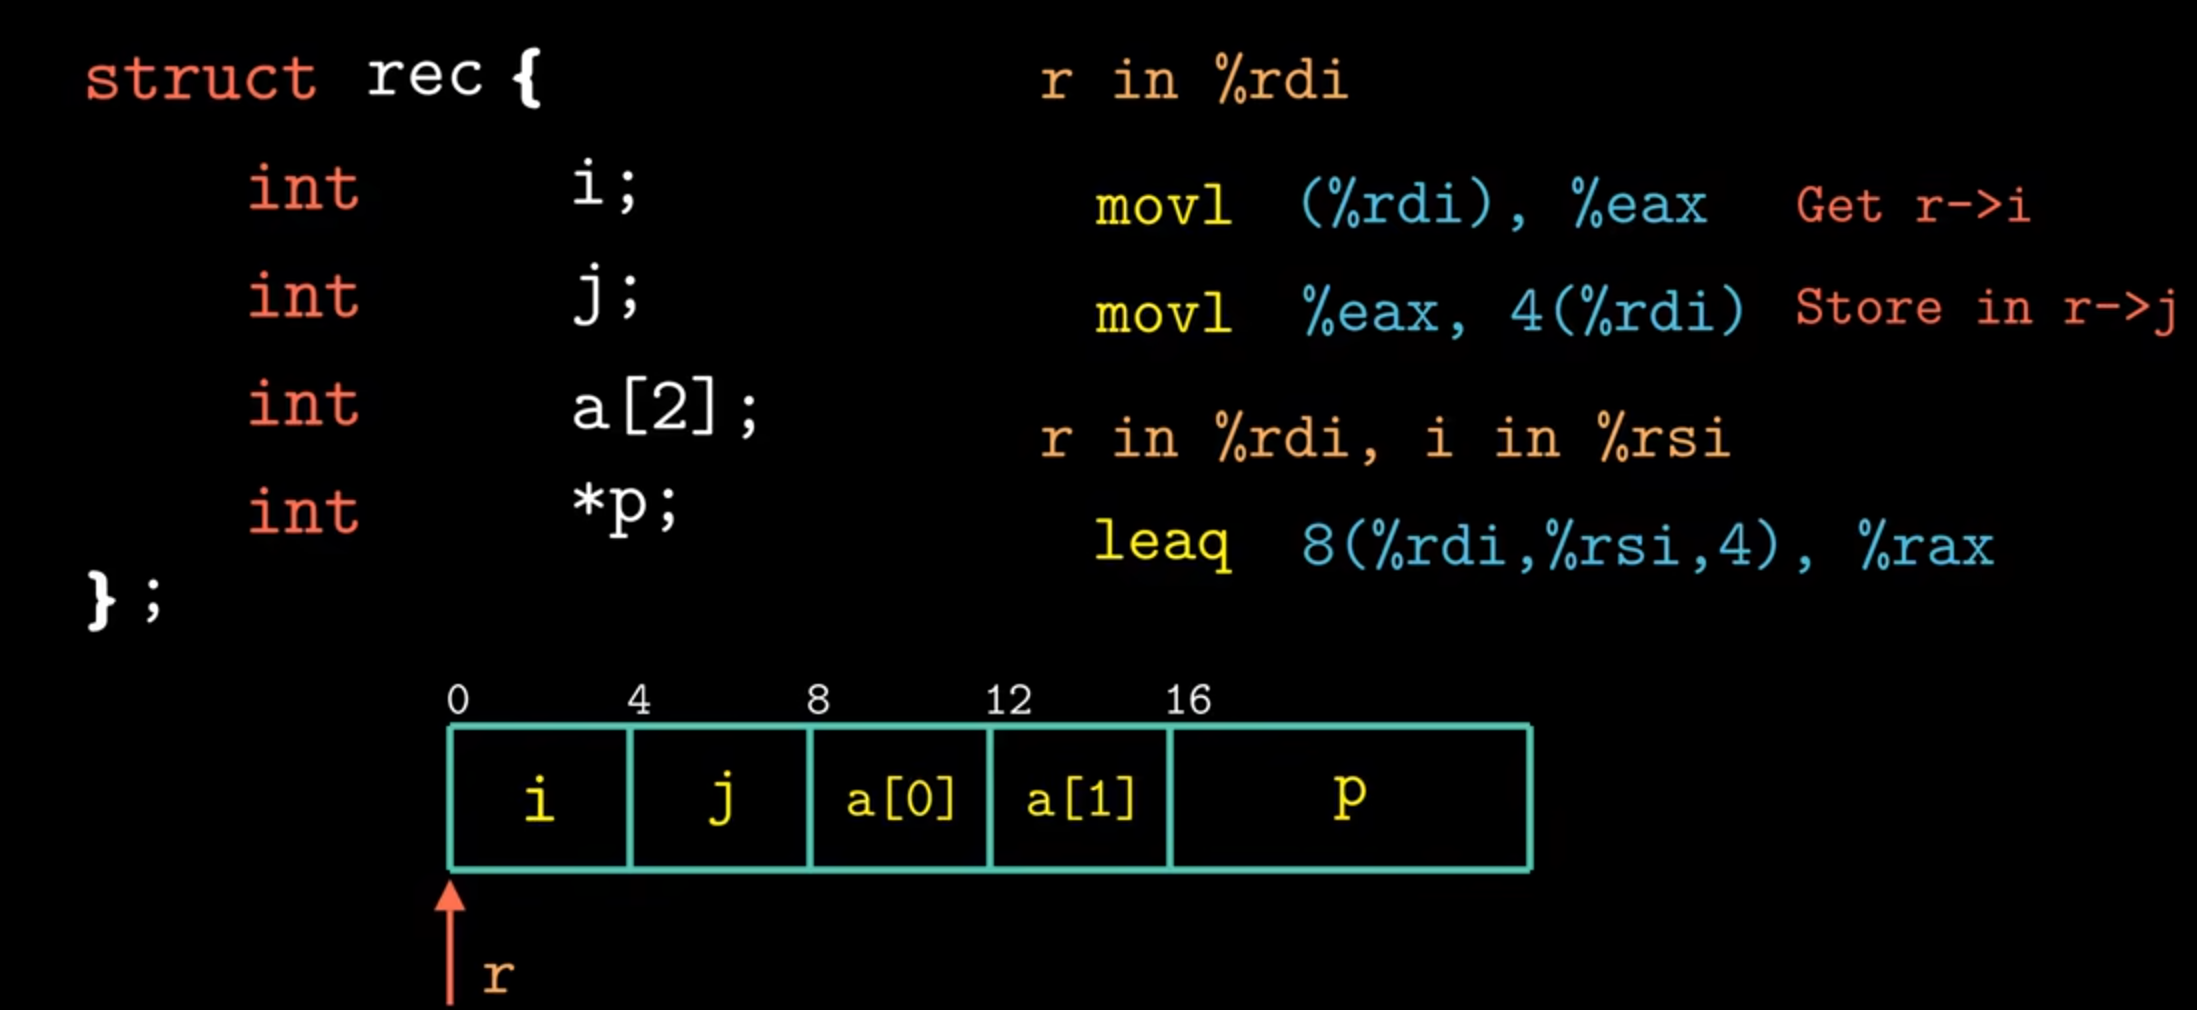 struct rec {
int i;
int j;
int a[2];
int *p;
};
r in %rdi
movl (%rdi), %eax Get r->i
movl %eax, 4(%rdi) Store in r->j
r in %rdi, i in %rsi
leaq 8(%rdi,%rsi,4), %rax
0 4 8 12 16
i j a[0] a[1] p
r